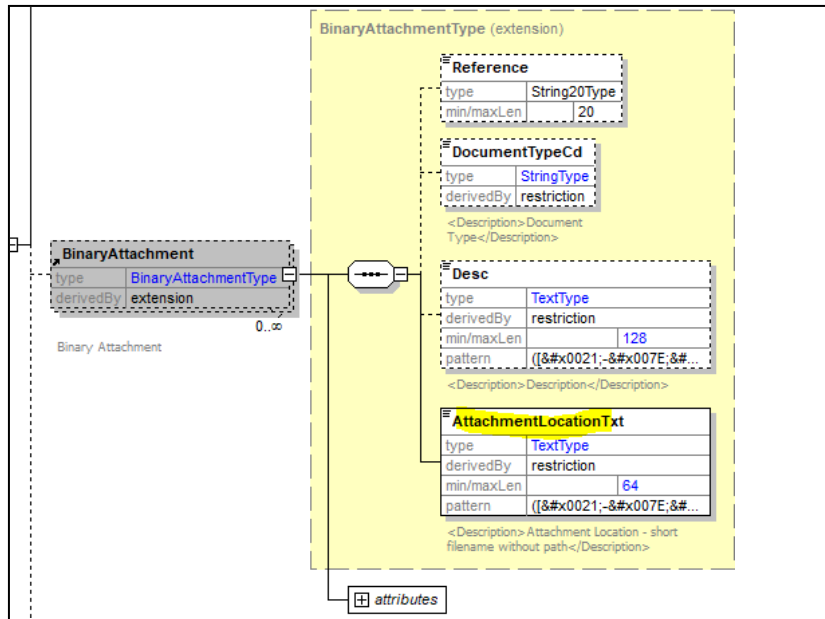 BinaryAttachmentType (extension)
Reference
type String20Type
min/maxLen 20
DocumentTypeCd
type StringType
derivedBy restriction
<Description>Document
Type</Description>
BinaryAttachment
type BinaryAttachmentType
derivedBy extension
0..∞
Binary Attachment
Desc
type TextType
derivedBy restriction
min/maxLen 128
pattern ([&#x0021;-&#x007E;&#...
<Description>Description</Description>
AttachmentLocationTxt
type TextType
derivedBy restriction
min/maxLen 64
pattern ([&#x0021;-&#x007E;&#...
<Description>Attachment Location - short
filename without path</Description>
attributes